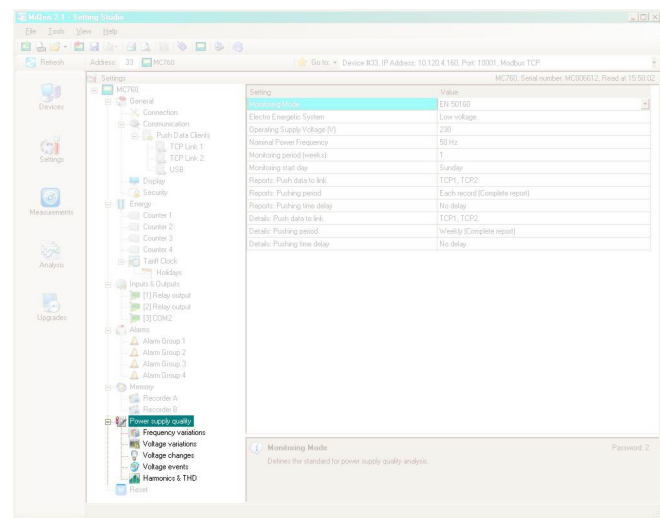 MiQen 2.1 - Setting Studio
File Tools View Help
Refresh Address: 33 MC760 Go to: Device #33, IP Address: 10.120.4.160, Port: 10001, Modbus TCP
Settings MC760, Serial number: MC006612, Read at 15:58:02
Devices
Settings
Measurements
Analysis
Upgrades
MC760
General
Connection
Communication
Push Data Clients
TCP Link 1
TCP Link 2
USB
Display
Security
Energy
Counter 1
Counter 2
Counter 3
Counter 4
Tariff Clock
Holidays
Inputs & Outputs
[1] Relay output
[2] Relay output
[3] COM2
Alarms
Alarm Group 1
Alarm Group 2
Alarm Group 3
Alarm Group 4
Memory
Recorder A
Recorder B
Power supply quality
Frequency variations
Voltage variations
Voltage changes
Voltage events
Harmonics & THD
Reset
Setting Value
Monitoring Mode EN 50160
Electro Energetic System Low voltage
Operating Supply Voltage (V) 230
Nominal Power Frequency 50 Hz
Monitoring period (weeks) 1
Monitoring start day Sunday
Reports: Push data to link TCP1, TCP2
Reports: Pushing period Each record (Complete report)
Reports: Pushing time delay No delay
Details: Push data to link TCP1, TCP2
Details: Pushing period Weekly (Complete report)
Details: Pushing time delay No delay
Monitoring Mode Password: 2
Defines the standard for power supply quality analysis.